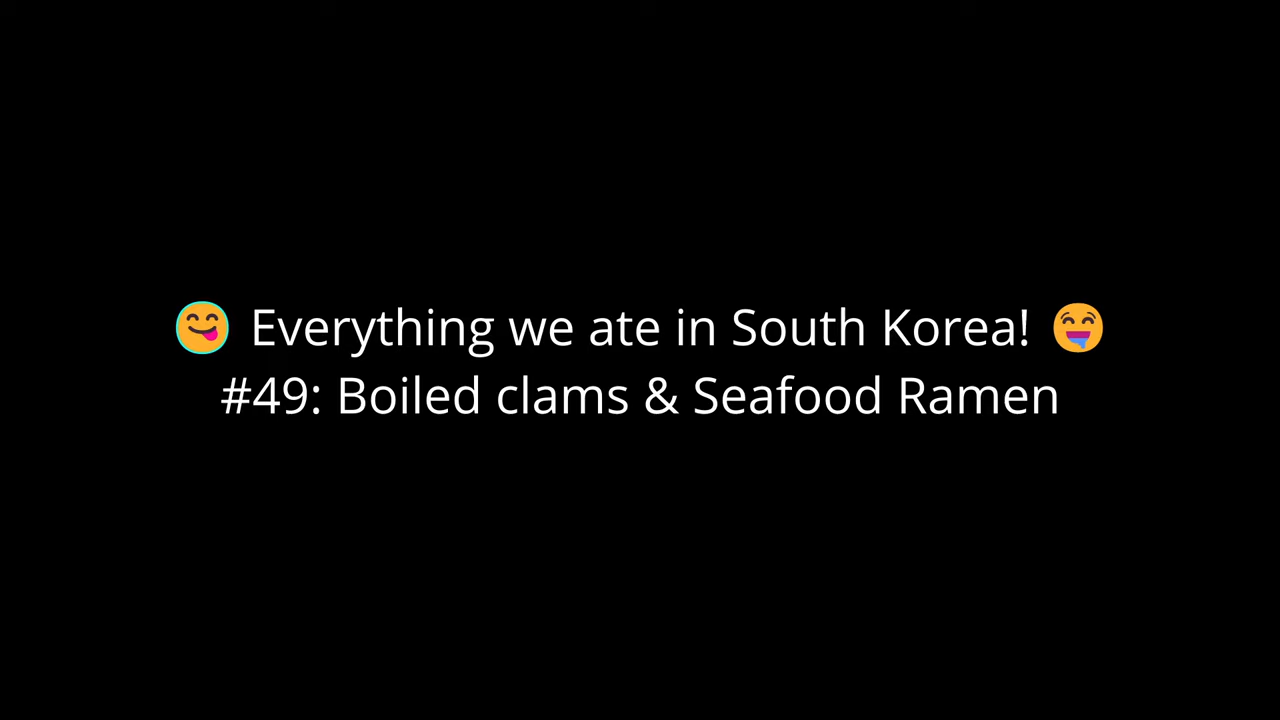 😋 Everything we ate in South Korea! 🤤
#49: Boiled clams & Seafood Ramen